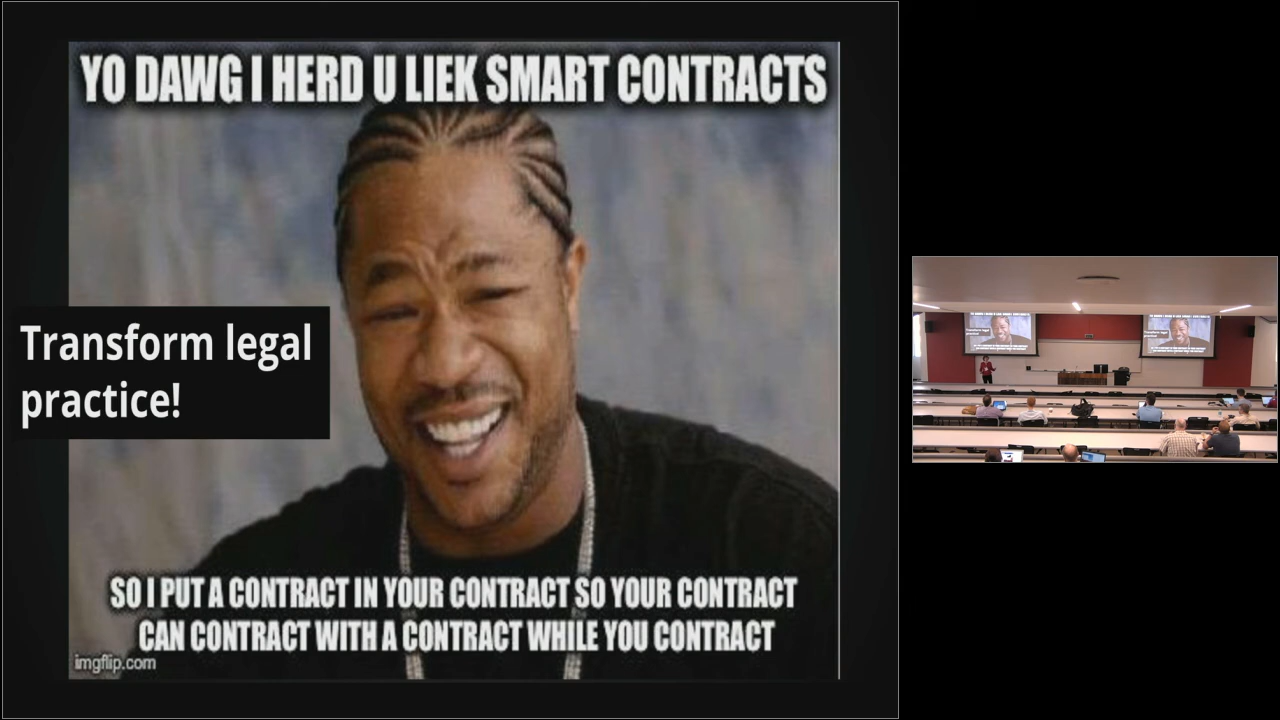 YO DAWG I HERD U LIEK SMART CONTRACTS
Transform legal
practice!
SO I PUT A CONTRACT IN YOUR CONTRACT SO YOUR CONTRACT
CAN CONTRACT WITH A CONTRACT WHILE YOU CONTRACT
imgflip.com